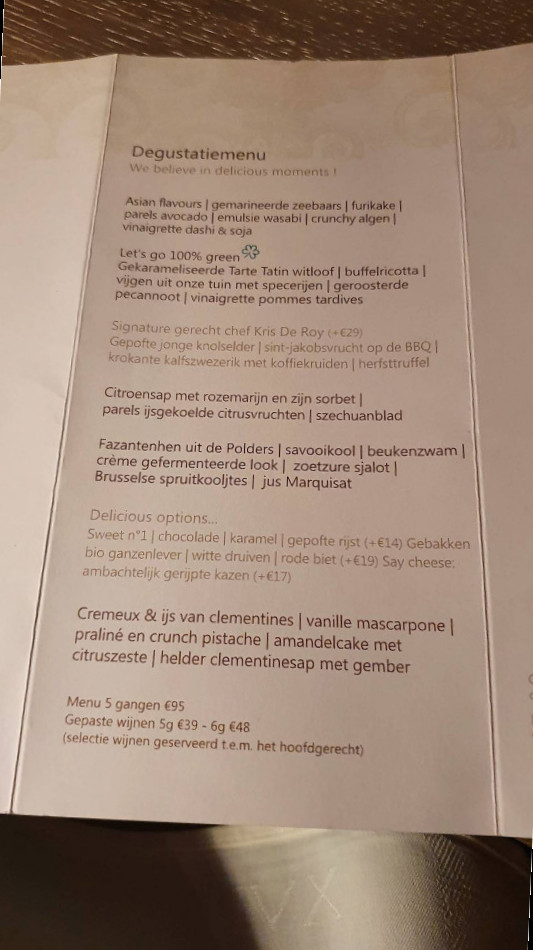 Degustatiemenu
We believe in delicious moments !
Asian flavours | gemarineerde zeebaars | furikake |
parels avocado | emulsie wasabi | crunchy algen |
vinaigrette dashi & soja
Let's go 100% green
Gekarameliseerde Tarte Tatin witloof | buffelricotta |
vijgen uit onze tuin met specerijen | geroosterde
pecannoot | vinaigrette pommes tardives
Signature gerecht chef Kris De Roy (+€29)
Gepofte jonge knolselder | sint-jakobsvrucht op de BBQ |
krokante kalfszwezerik met koffiekruiden | herfsttruffel
Citroensap met rozemarijn en zijn sorbet |
parels ijsgekoelde citrusvruchten | szechuanblad
Fazantenhen uit de Polders | savooikool | beukenzwam |
crème gefermenteerde look | zoetzure sjalot |
Brusselse spruitkooljtes | jus Marquisat
Delicious options...
Sweet n°1 | chocolade | karamel | gepofte rijst (+€14) Gebakken
bio ganzenlever | witte druiven | rode biet (+€19) Say cheese:
ambachtelijk gerijpte kazen (+€17)
Cremeux & ijs van clementines | vanille mascarpone |
praliné en crunch pistache | amandelcake met
citruszeste | helder clementinesap met gember
Menu 5 gangen €95
Gepaste wijnen 5g €39 - 6g €48
(selectie wijnen geserveerd t.e.m. het hoofdgerecht)